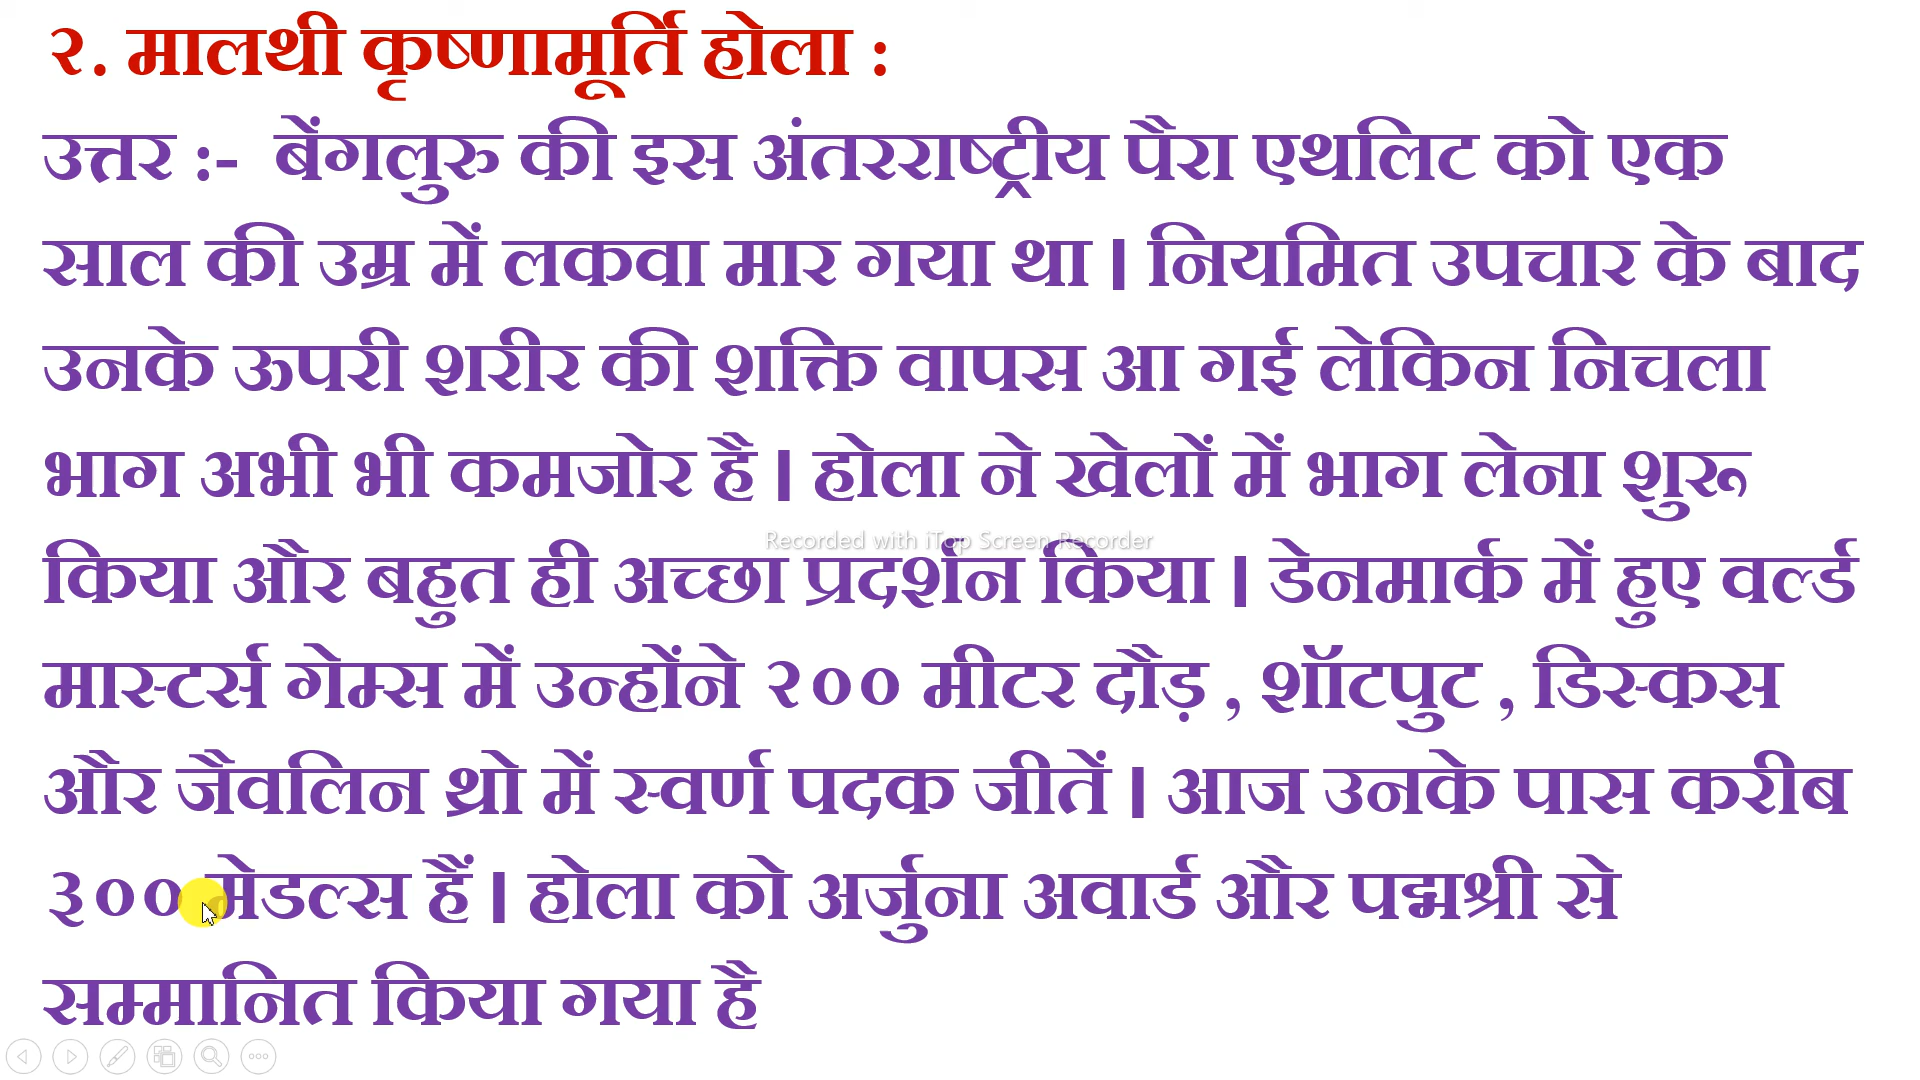 २. मालथी कृष्णामूर्ति होला :
उत्तर :- बेंगलुरु की इस अंतरराष्ट्रीय पैरा एथलिट को एक
साल की उम्र में लकवा मार गया था । नियमित उपचार के बाद
उनके ऊपरी शरीर की शक्ति वापस आ गई लेकिन निचला
भाग अभी भी कमजोर है । होला ने खेलों में भाग लेना शुरू
Recorded with iTop Screen Recorder
किया और बहुत ही अच्छा प्रदर्शन किया । डेनमार्क में हुए वर्ल्ड
मास्टर्स गेम्स में उन्होंने २०० मीटर दौड़ , शॉटपुट , डिस्कस
और जैवलिन थ्रो में स्वर्ण पदक जीतें । आज उनके पास करीब
३०० मेडल्स हैं । होला को अर्जुना अवार्ड और पद्मश्री से
सम्मानित किया गया है